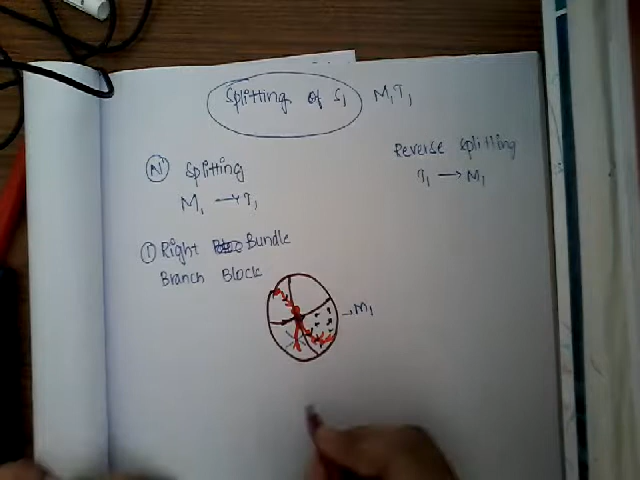 Splitting of S1 M1T1
N Splitting
M1 → T1
Reverse Splitting
T1 → M1
1 Right Bundle
Branch Block
→ M1